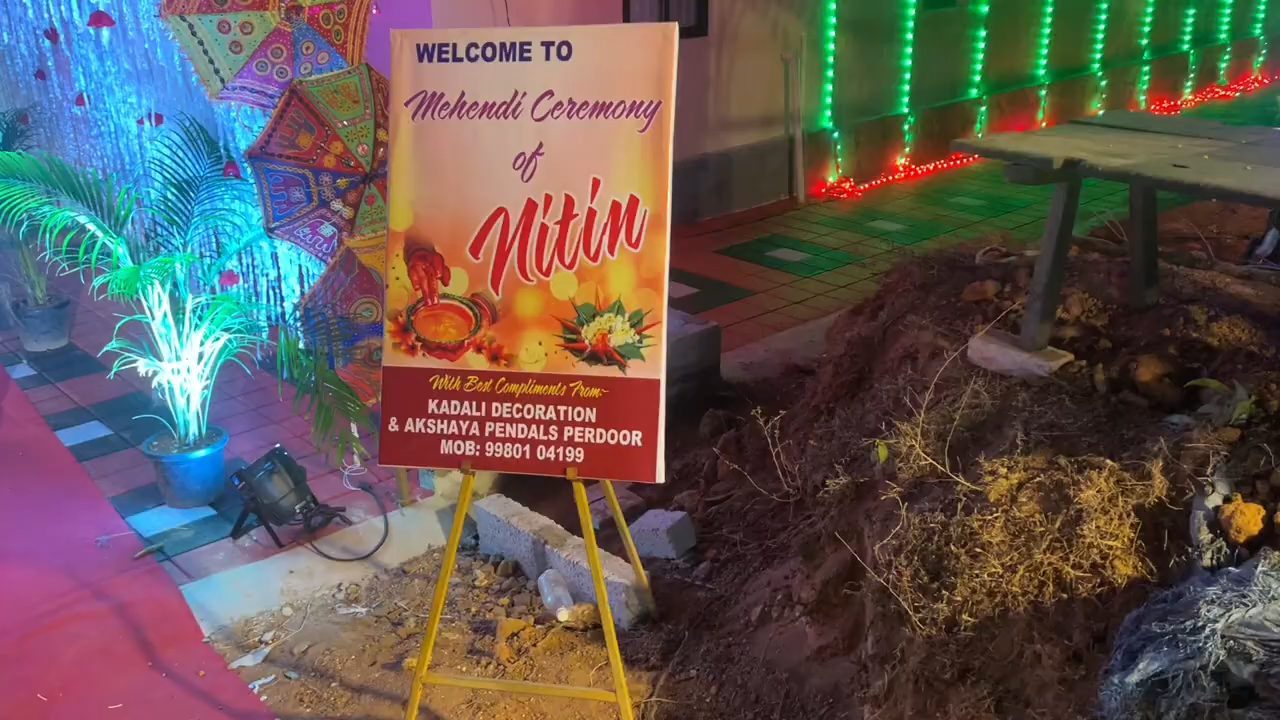 WELCOME TO
Mehendi Ceremony
of
Nitin
With Best Compliments From:-
KADALI DECORATION
& AKSHAYA PENDALS PERDOOR
MOB: 99801 04199